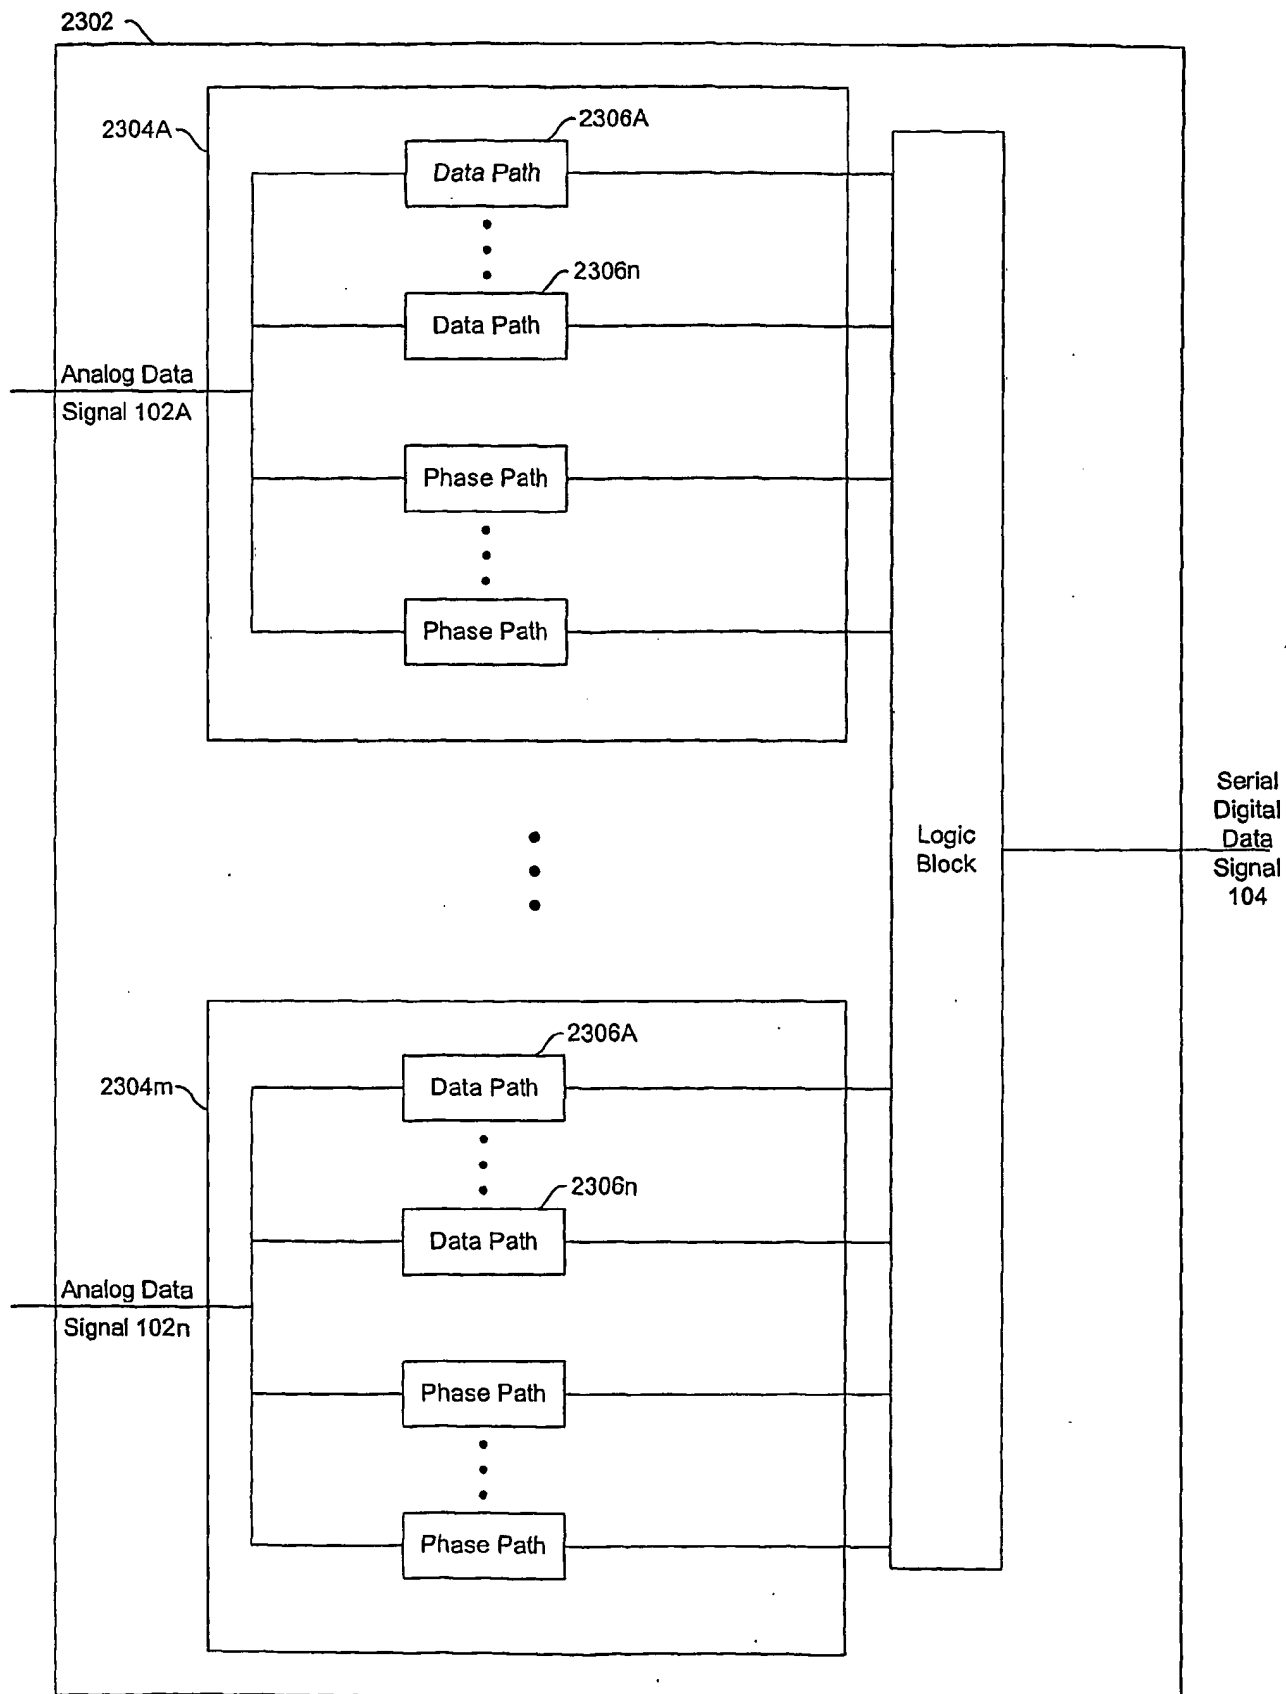 2302
2304A
2306A
Data Path
2306n
Data Path
Analog Data
Signal 102A
Phase Path
Phase Path
Logic
Block
Serial
Digital
Data
Signal
104
2304m
2306A
Data Path
2306n
Data Path
Analog Data
Signal 102n
Phase Path
Phase Path